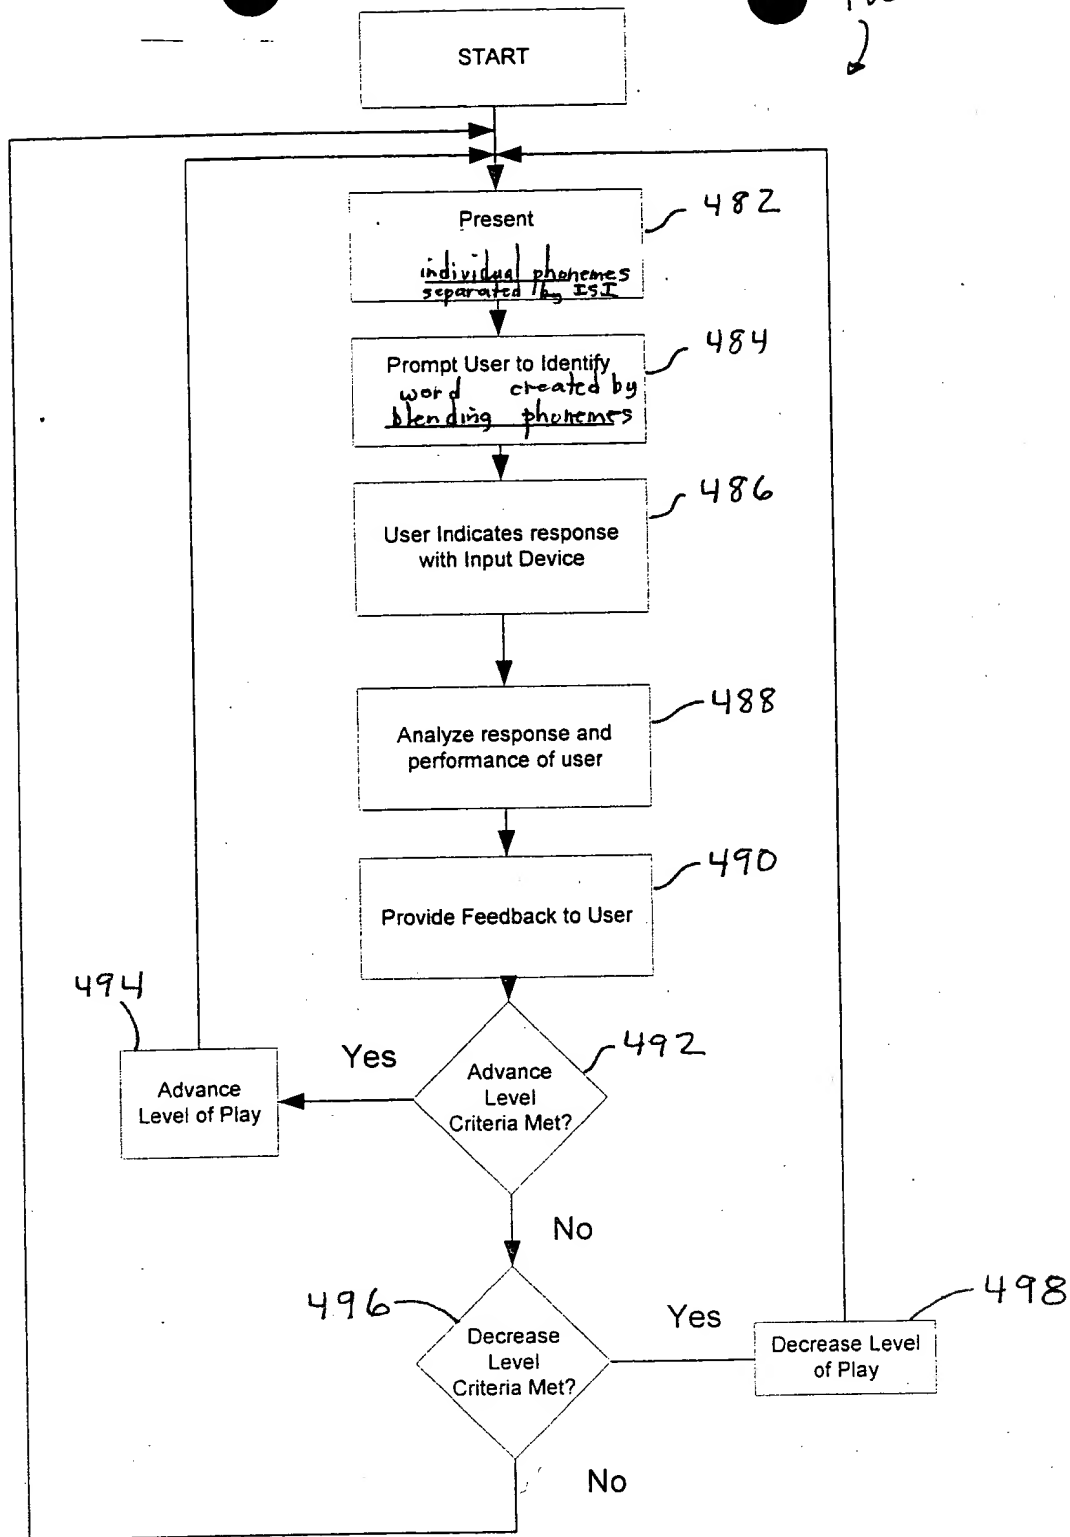 START
Present
482
individual phonemes
separated by ISI
484
Prompt User to Identify
word created by
blending phonemes
486
User Indicates response
with Input Device
488
Analyze response and
performance of user
490
Provide Feedback to User
494
Yes
492
Advance
Level of Play
Advance
Level
Criteria Met?
No
496
Yes
498
Decrease
Level
Criteria Met?
Decrease Level
of Play
No